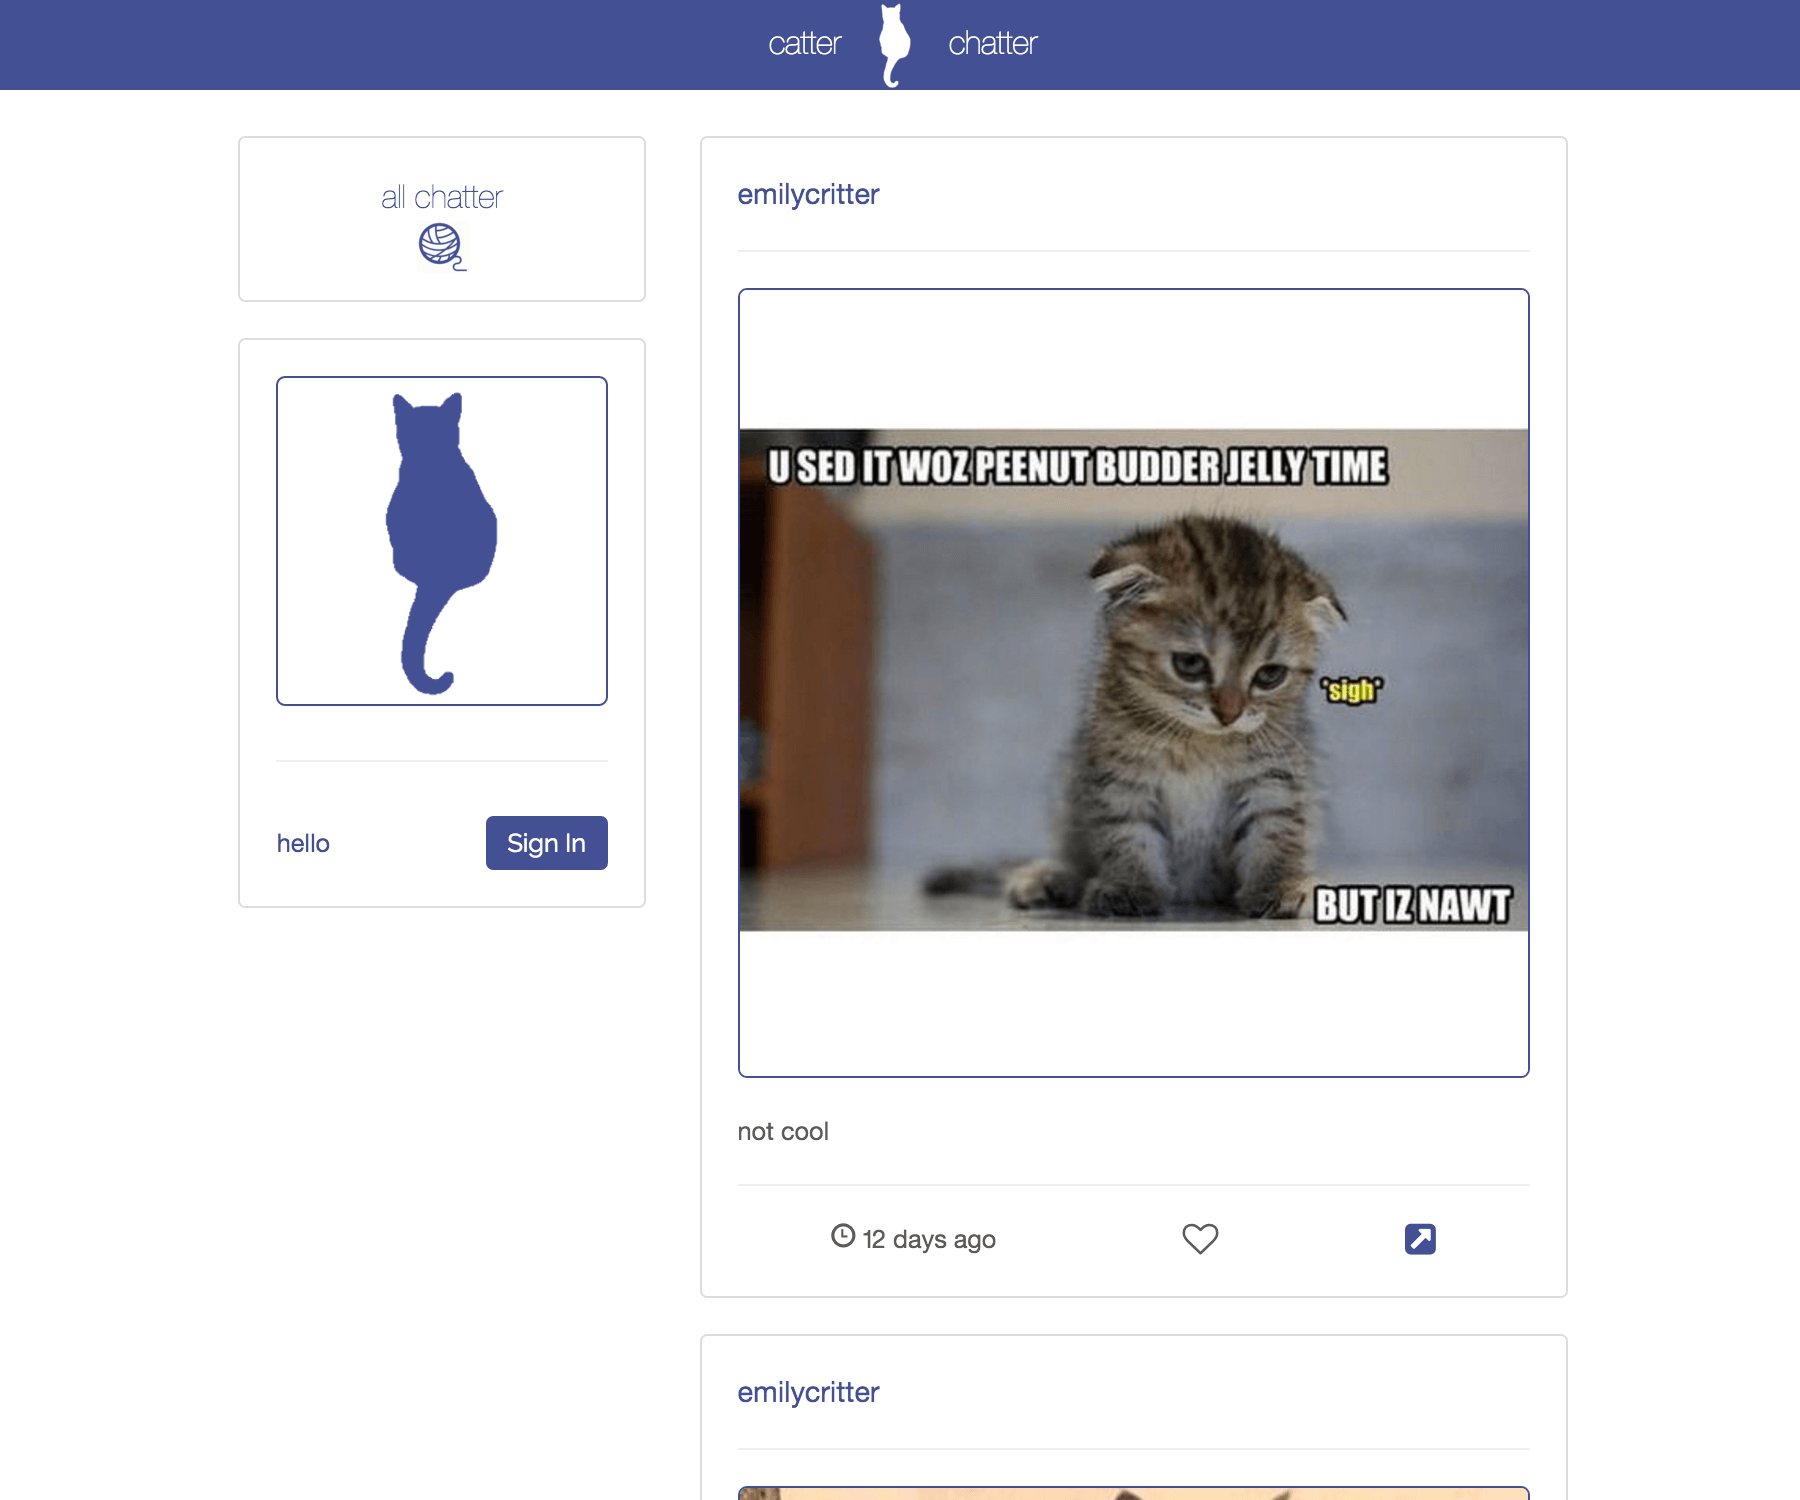 catter chatter
all chatter
hello
Sign In
emilycritter
U SED IT WOZ PEENUT BUDDER JELLY TIME
*sigh*
BUT IZ NAWT
not cool
12 days ago
emilycritter